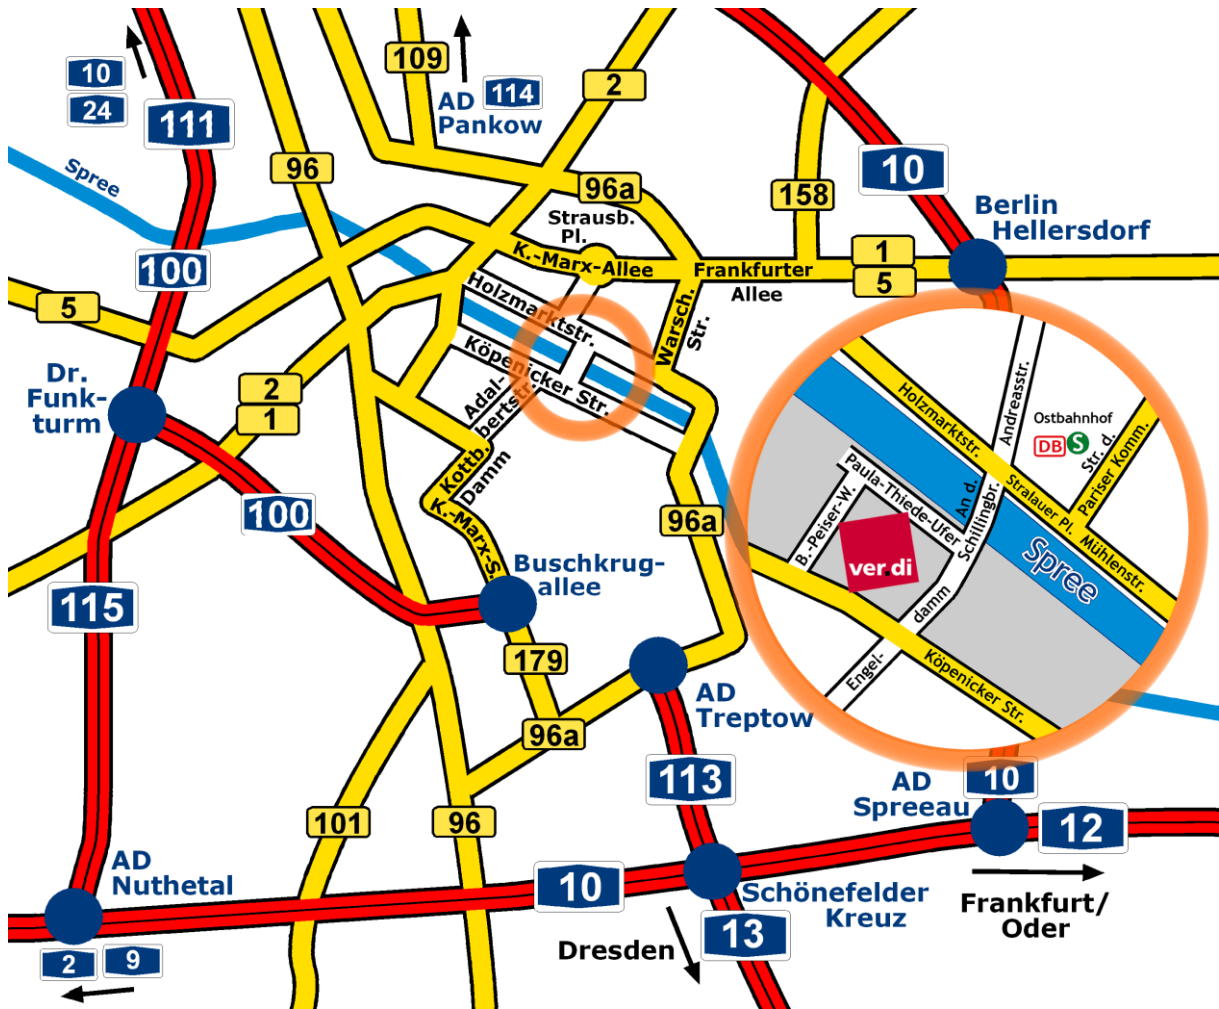 10
24
111
109
AD
Pankow
114
2
96
96a
158
10
Spree
Strausb.
Pl.
Berlin
Hellersdorf
K.-Marx-Allee
Frankfurter
Allee
1
5
100
5
Holzmarktstr.
Warsch.
Str.
Köpenicker Str.
Adal-
bertstr.
Dr.
Funk-
turm
2
1
Kottb.
Damm
K.-Marx-S.
100
96a
Holzmarktstr.
Andreasstr.
Ostbahnhof
DB
S
Str. d.
Pariser Komm.
Paula-Thiede-Ufer
B.-Peiser-W.
An d.
Schillingbr.
Stralauer Pl.
Mühlenstr.
ver.di
Spree
Engel-
damm
Köpenicker Str.
Buschkrug-
allee
115
179
AD
Treptow
96a
113
101
96
AD
Spreeau
10
12
Frankfurt/
Oder
AD
Nuthetal
10
Schönefelder
Kreuz
Dresden
13
2
9